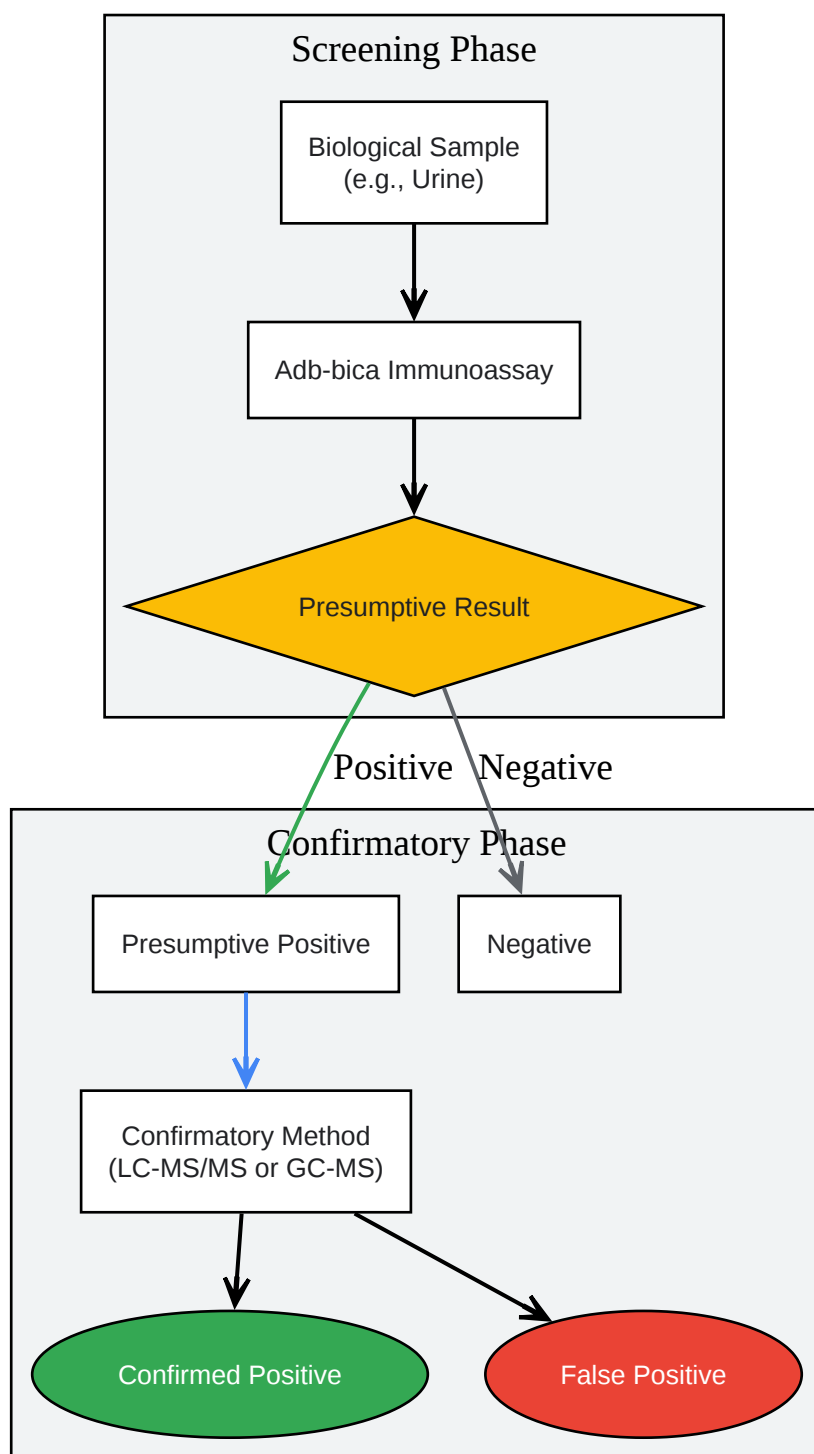 Screening Phase
Biological Sample
(e.g., Urine)
Adb-bica Immunoassay
Presumptive Result
Positive
Negative
Confirmatory Phase
Presumptive Positive
Negative
Confirmatory Method
(LC-MS/MS or GC-MS)
Confirmed Positive
False Positive